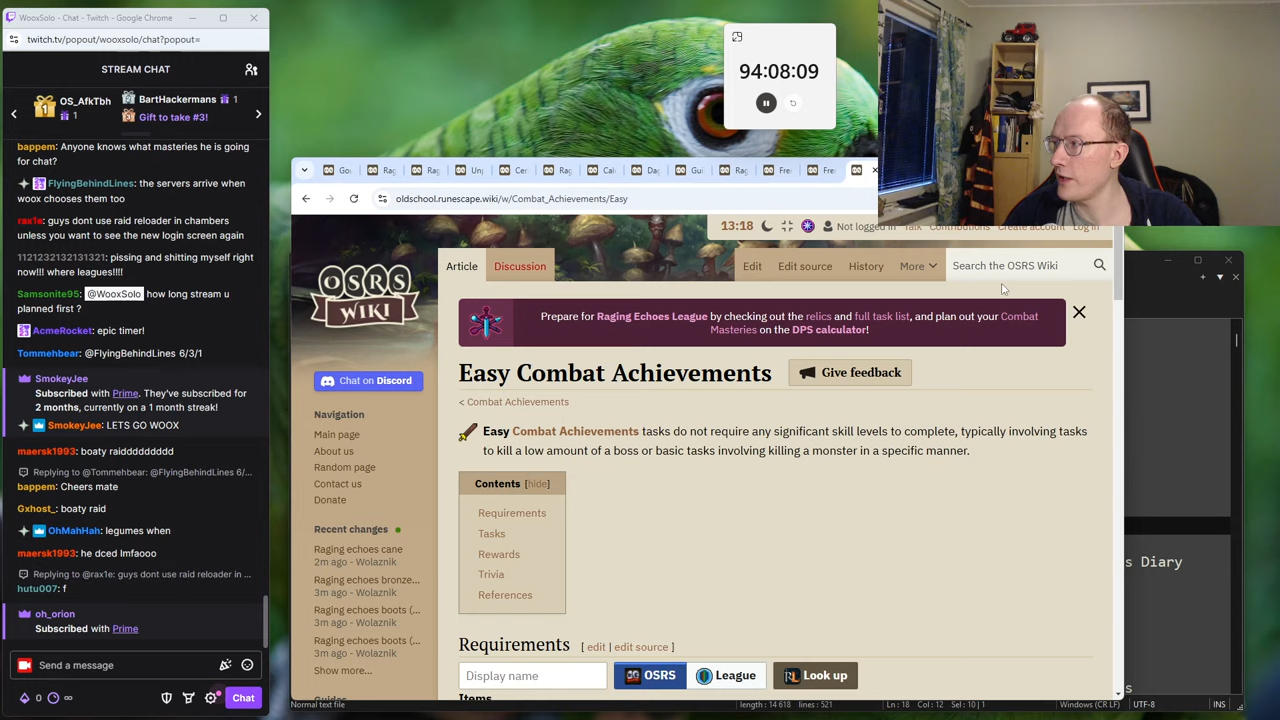 WooxSolo - Chat - Twitch - Google Chrome
twitch.tv/popout/wooxsolo/chat?popout=
STREAM CHAT
OS_AfkTbh
1
BartHackermans 1
Gift to take #3!
bappem: Anyone knows what masteries he is going
for chat?
FlyingBehindLines: the servers arrive when
woox chooses them too
rax1e: guys dont use raid reloader in chambers
unless you want to see the new login screen again
1121232132131321: pissing and shitting myself right
now!!! where leagues!!!!
Samsonite95: @WooxSolo how long stream u
planned first ?
AcmeRocket: epic timer!
Tommehbear: @FlyingBehindLines 6/3/1
SmokeyJee
Subscribed with Prime. They've subscribed for
2 months, currently on a 1 month streak!
SmokeyJee: LETS GO WOOX
maersk1993: boaty raiddddddddd
Replying to @Tommehbear: @FlyingBehindLines 6/...
bappem: Cheers mate
Gxhost_: boaty raid
OhMahHah: legumes when
maersk1993: he dced lmfaooo
Replying to @rax1e: guys dont use raid reloader in ...
hutu007: f
oh_orion
Subscribed with Prime
Send a message
0
Chat
94:08:09
oldschool.runescape.wiki/w/Combat_Achievements/Easy
13:18 Not logged in Talk Contributions Create account Log in
OSRS
WIKI
Article Discussion Edit Edit source History More Search the OSRS Wiki
Prepare for Raging Echoes League by checking out the relics and full task list, and plan out your Combat
Masteries on the DPS calculator!
Easy Combat Achievements
Give feedback
< Combat Achievements
Easy Combat Achievements tasks do not require any significant skill levels to complete, typically involving tasks
to kill a low amount of a boss or basic tasks involving killing a monster in a specific manner.
Contents [hide]
Requirements
Tasks
Rewards
Trivia
References
Requirements [ edit | edit source ]
Display name OSRS League Look up
Items
Chat on Discord
Navigation
Main page
About us
Random page
Contact us
Donate
Recent changes
Raging echoes cane
2m ago - Wolaznik
Raging echoes bronze...
3m ago - Wolaznik
Raging echoes boots (...
3m ago - Wolaznik
Raging echoes boots (...
3m ago - Wolaznik
Show more...
s Diary
s
Normal text file length : 14 618 lines : 521 Ln : 18 Col : 12 Sel : 10 | 1 Windows (CR LF) UTF-8 INS